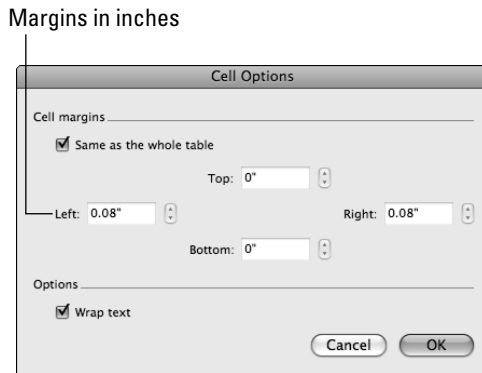 Margins in inches
Cell Options
Cell margins
Same as the whole table
Top: 0"
Left: 0.08" Right: 0.08"
Bottom: 0"
Options
Wrap text
Cancel OK